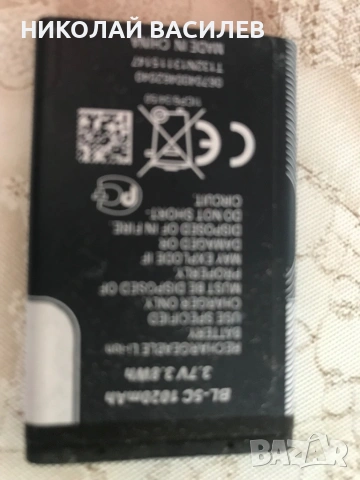 НИКОЛАЙ ВАСИЛЕВ
BL-5C 1020mAh
3.7V 3.8Wh
RECHARGEABLE Li-ion
BATTERY
USE SPECIFIED
CHARGER ONLY.
MUST BE DISPOSED OF
PROPERLY.
MAY EXPLODE IF
DAMAGED OR
DISPOSED OF IN FIRE.
DO NOT SHORT-
CIRCUIT.
CE
MADE IN CHINA
BAZAR